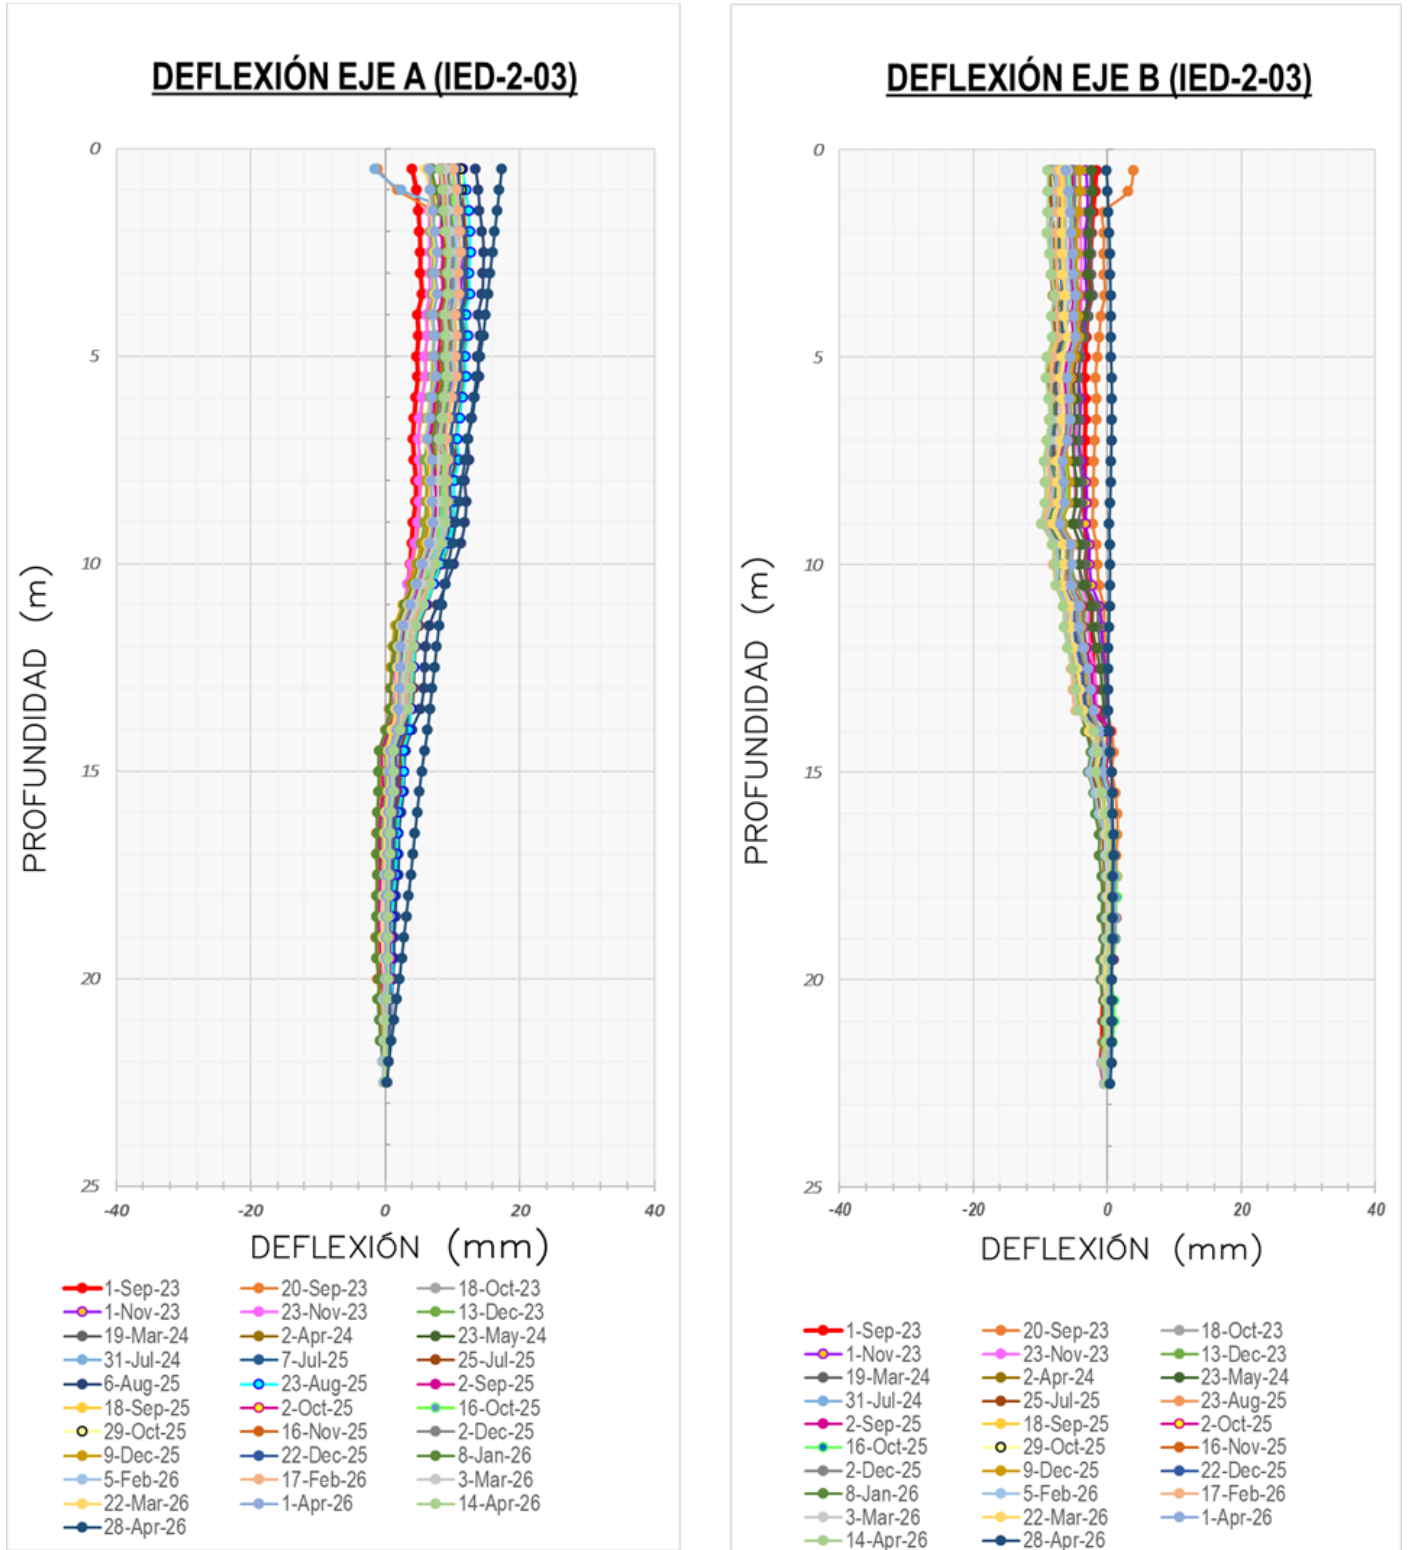 DEFLEXIÓN EJE A (IED-2-03)
0
5
10
15
20
25
PROFUNDIDAD (m)
-40 -20 0 20 40
DEFLEXIÓN (mm)
1-Sep-23 20-Sep-23 18-Oct-23
1-Nov-23 23-Nov-23 13-Dec-23
19-Mar-24 2-Apr-24 23-May-24
31-Jul-24 7-Jul-25 25-Jul-25
6-Aug-25 23-Aug-25 2-Sep-25
18-Sep-25 2-Oct-25 16-Oct-25
29-Oct-25 16-Nov-25 2-Dec-25
9-Dec-25 22-Dec-25 8-Jan-26
5-Feb-26 17-Feb-26 3-Mar-26
22-Mar-26 1-Apr-26 14-Apr-26
28-Apr-26
DEFLEXIÓN EJE B (IED-2-03)
0
5
10
15
20
25
PROFUNDIDAD (m)
-40 -20 0 20 40
DEFLEXIÓN (mm)
1-Sep-23 20-Sep-23 18-Oct-23
1-Nov-23 23-Nov-23 13-Dec-23
19-Mar-24 2-Apr-24 23-May-24
31-Jul-24 25-Jul-25 23-Aug-25
2-Sep-25 18-Sep-25 2-Oct-25
16-Oct-25 29-Oct-25 16-Nov-25
2-Dec-25 9-Dec-25 22-Dec-25
8-Jan-26 5-Feb-26 17-Feb-26
3-Mar-26 22-Mar-26 1-Apr-26
14-Apr-26 28-Apr-26